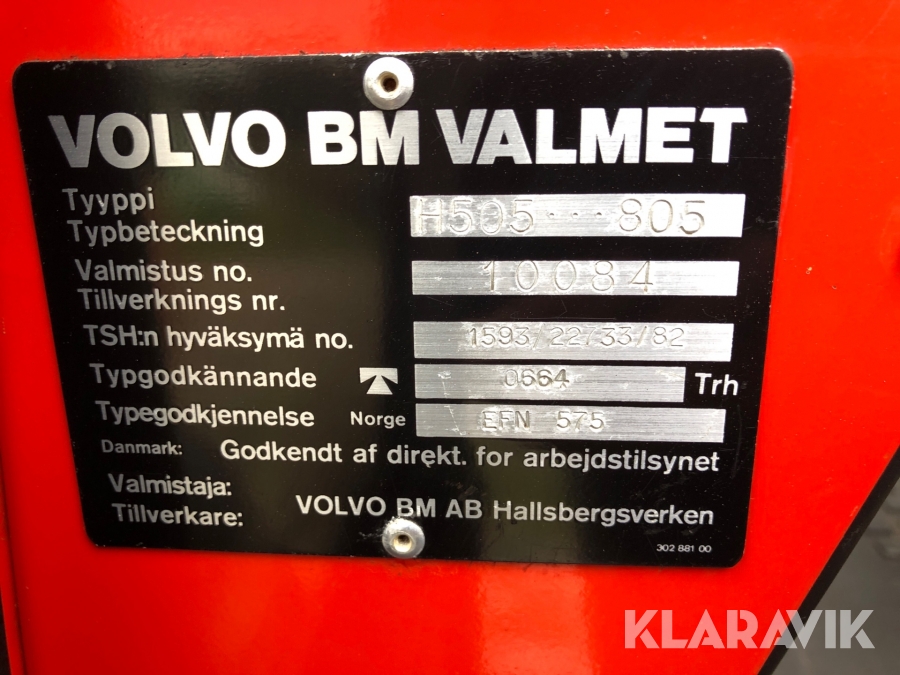 VOLVO BM VALMET
Tyyppi
Typbeteckning
H505···805
Valmistus no.
Tillverknings nr.
10084
TSH:n hyväksymä no. 1593/22733/82
Typgodkännande 0564 Trh
Typegodkjennelse Norge EFN 575
Danmark: Godkendt af direkt. for arbejdstilsynet
Valmistaja:
Tillverkare:
VOLVO BM AB Hallsbergsverken
302 881 00
KLARAVIK